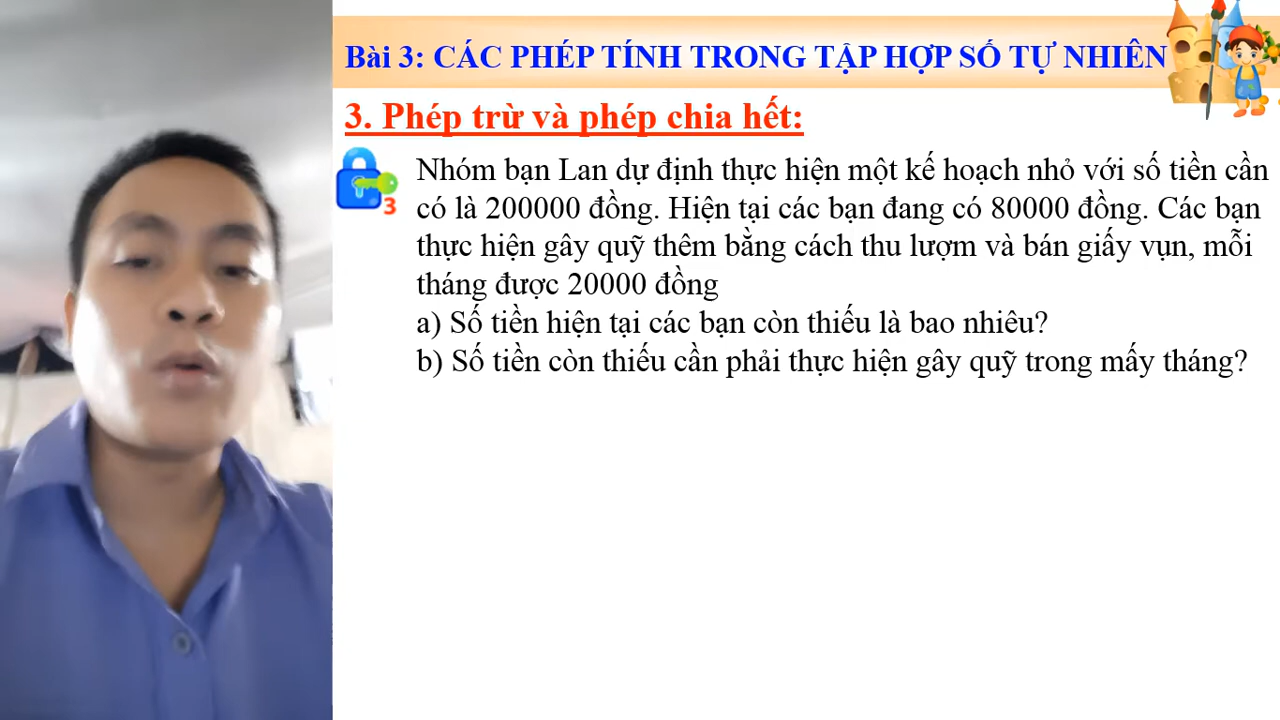 Bài 3: CÁC PHÉP TÍNH TRONG TẬP HỢP SỐ TỰ NHIÊN
3. Phép trừ và phép chia hết:
3
Nhóm bạn Lan dự định thực hiện một kế hoạch nhỏ với số tiền cần
có là 200000 đồng. Hiện tại các bạn đang có 80000 đồng. Các bạn
thực hiện gây quỹ thêm bằng cách thu lượm và bán giấy vụn, mỗi
tháng được 20000 đồng
a) Số tiền hiện tại các bạn còn thiếu là bao nhiêu?
b) Số tiền còn thiếu cần phải thực hiện gây quỹ trong mấy tháng?